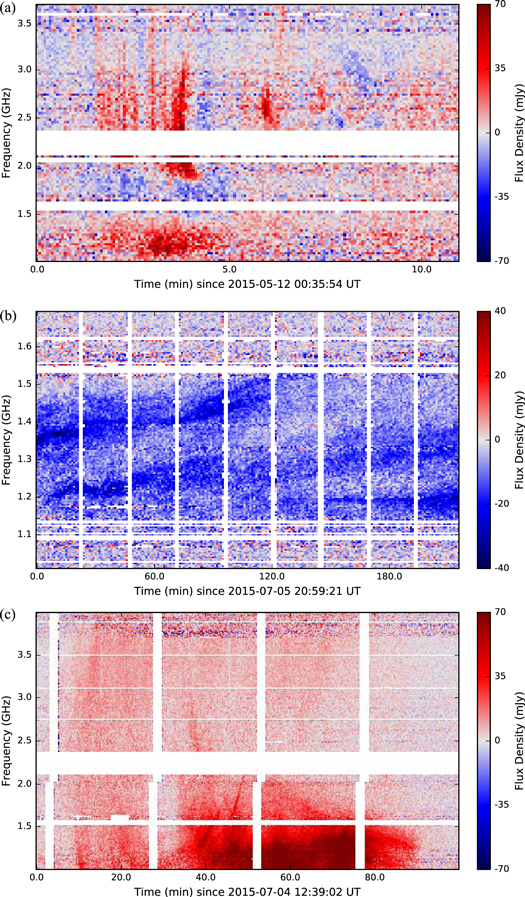 (a)
3.5
3.0
2.5
2.0
1.5
Frequency (GHz)
0.0 5.0 10.0
Time (min) since 2015-05-12 00:35:54 UT
70
35
0
-35
-70
Flux Density (mJy)
(b)
1.6
1.5
1.4
1.3
1.2
1.1
Frequency (GHz)
0.0 60.0 120.0 180.0
Time (min) since 2015-07-05 20:59:21 UT
40
20
0
-20
-40
Flux Density (mJy)
(c)
3.5
3.0
2.5
2.0
1.5
Frequency (GHz)
0.0 20.0 40.0 60.0 80.0
Time (min) since 2015-07-04 12:39:02 UT
70
35
0
-35
-70
Flux Density (mJy)